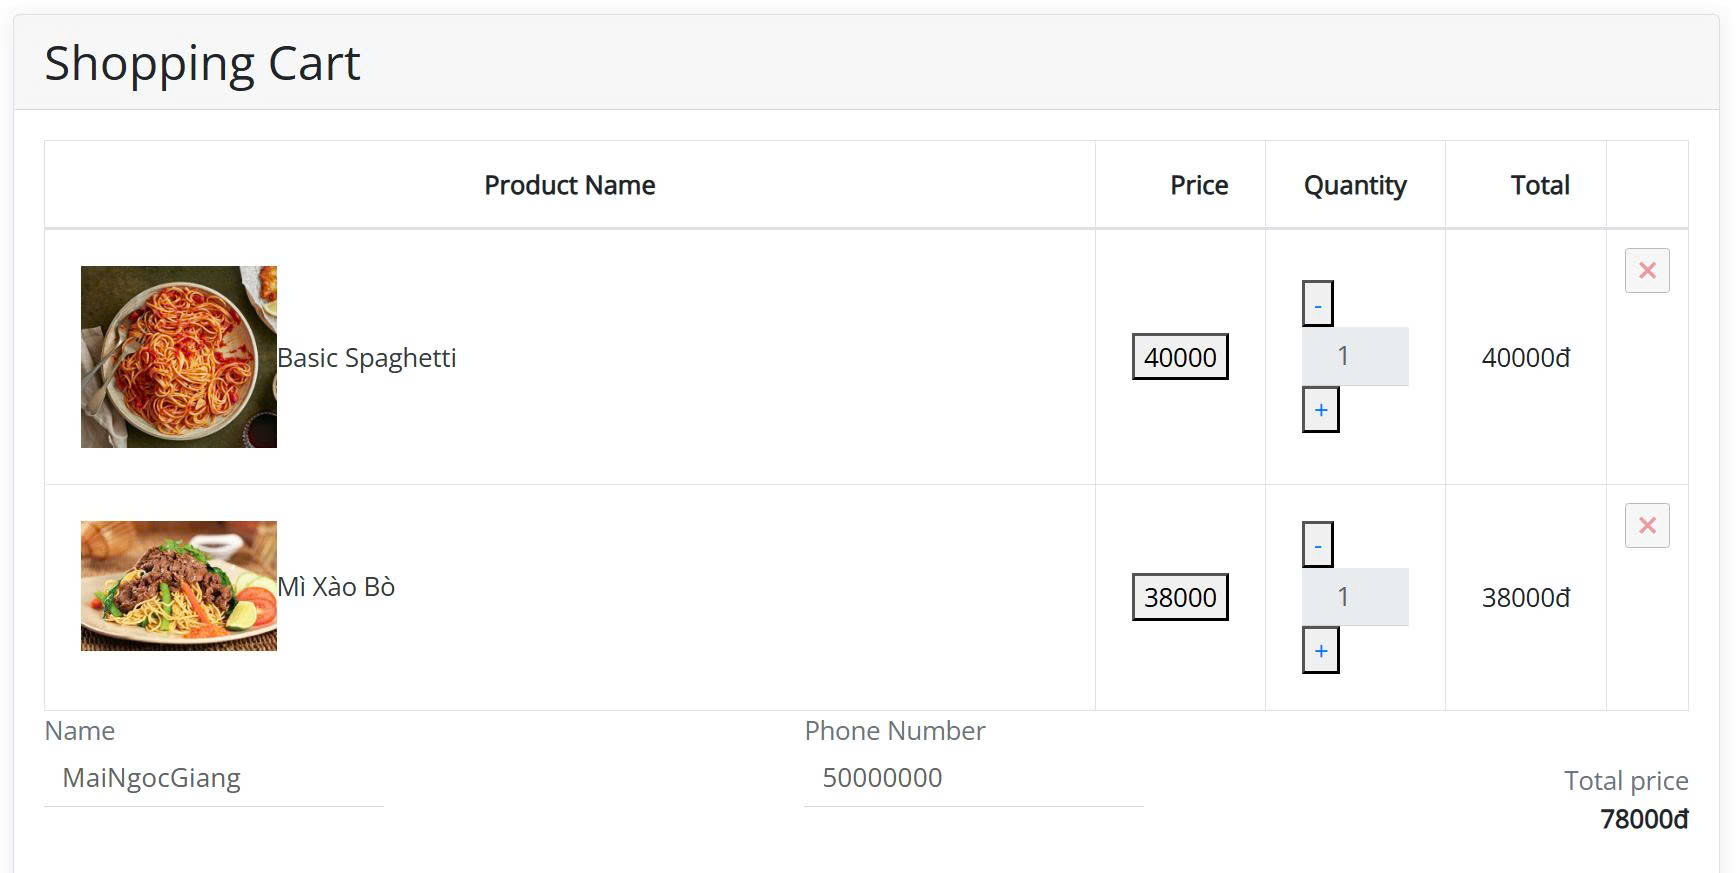 Shopping Cart
Product Name Price Quantity Total
Basic Spaghetti 40000 - 1 + 40000đ
Mì Xào Bò 38000 - 1 + 38000đ
Name
MaiNgocGiang
Phone Number
50000000
Total price
78000đ